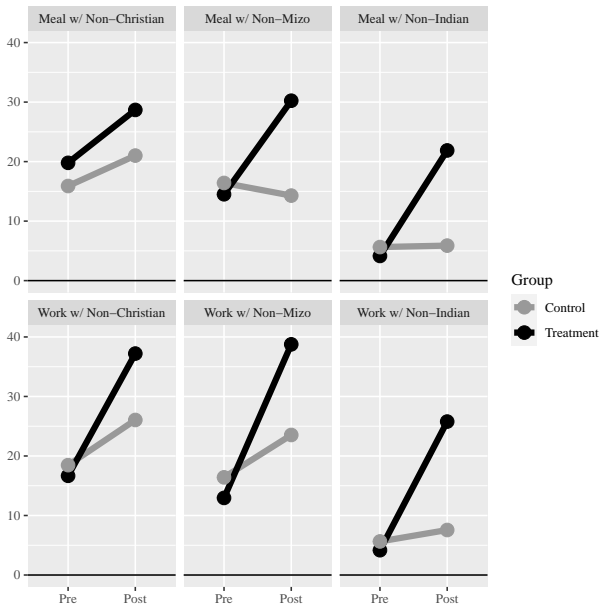 Meal w/ Non−Christian Meal w/ Non−Mizo Meal w/ Non−Indian
40
30
20
10
0
Group
Control
Treatment
Work w/ Non−Christian Work w/ Non−Mizo Work w/ Non−Indian
40
30
20
10
0
Pre Post Pre Post Pre Post